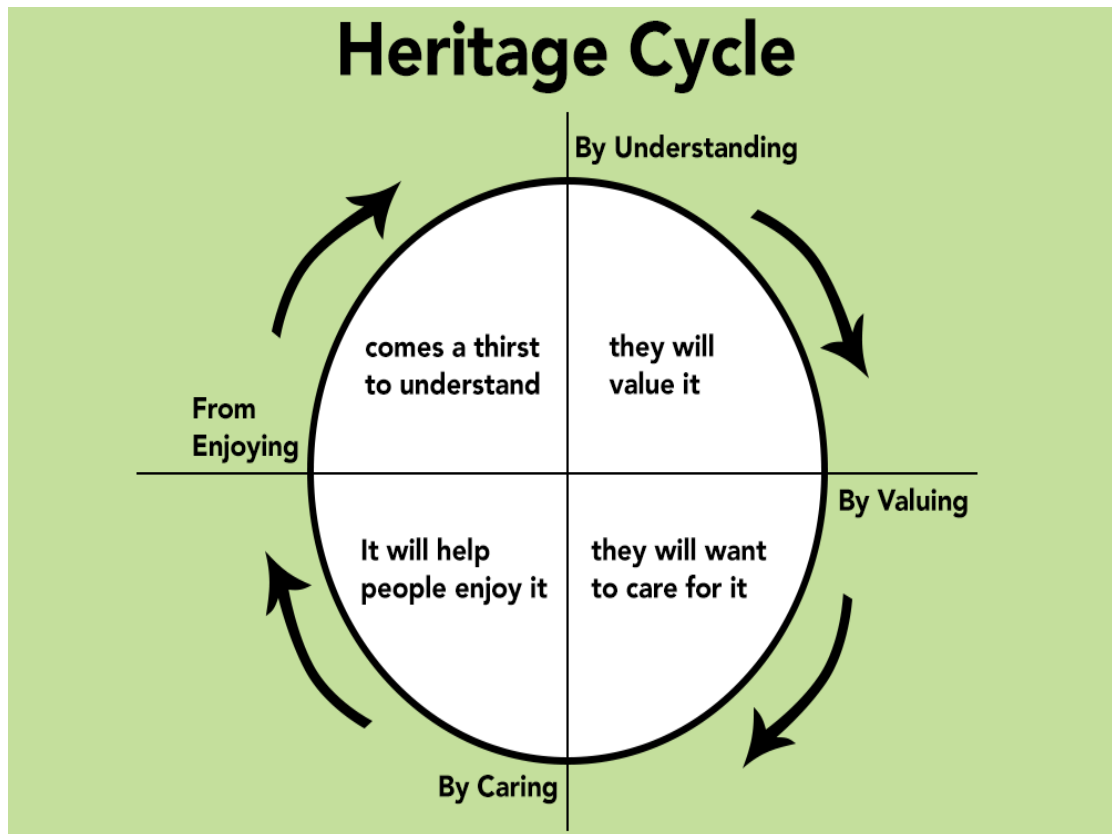 Heritage Cycle
By Understanding
they will
value it
By Valuing
they will want
to care for it
By Caring
It will help
people enjoy it
From
Enjoying
comes a thirst
to understand